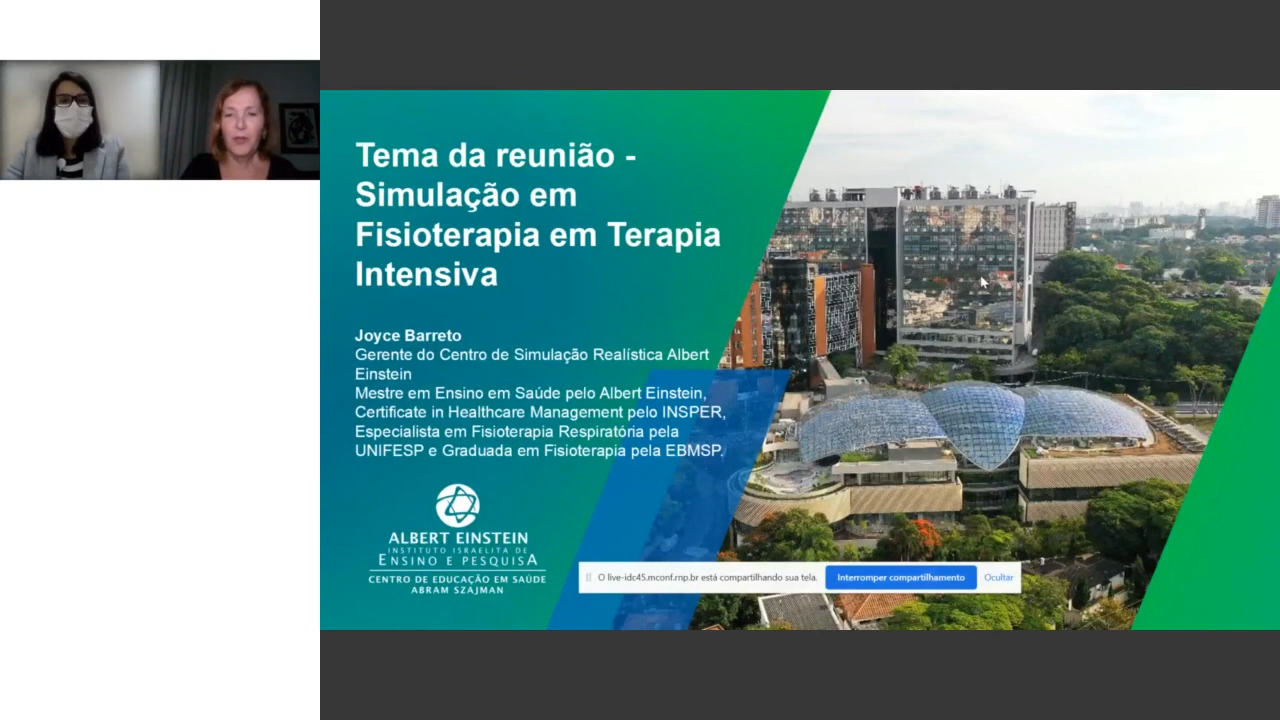 Tema da reunião -
Simulação em
Fisioterapia em Terapia
Intensiva
Joyce Barreto
Gerente do Centro de Simulação Realística Albert
Einstein
Mestre em Ensino em Saúde pelo Albert Einstein,
Certificate in Healthcare Management pelo INSPER,
Especialista em Fisioterapia Respiratória pela
UNIFESP e Graduada em Fisioterapia pela EBMSP.
ALBERT EINSTEIN
INSTITUTO ISRAELITA DE
ENSINO E PESQUISA
CENTRO DE EDUCAÇÃO EM SAÚDE
ABRAM SZAJMAN
O live-idc45.mconf.rnp.br está compartilhando sua tela. Interromper compartilhamento Ocultar